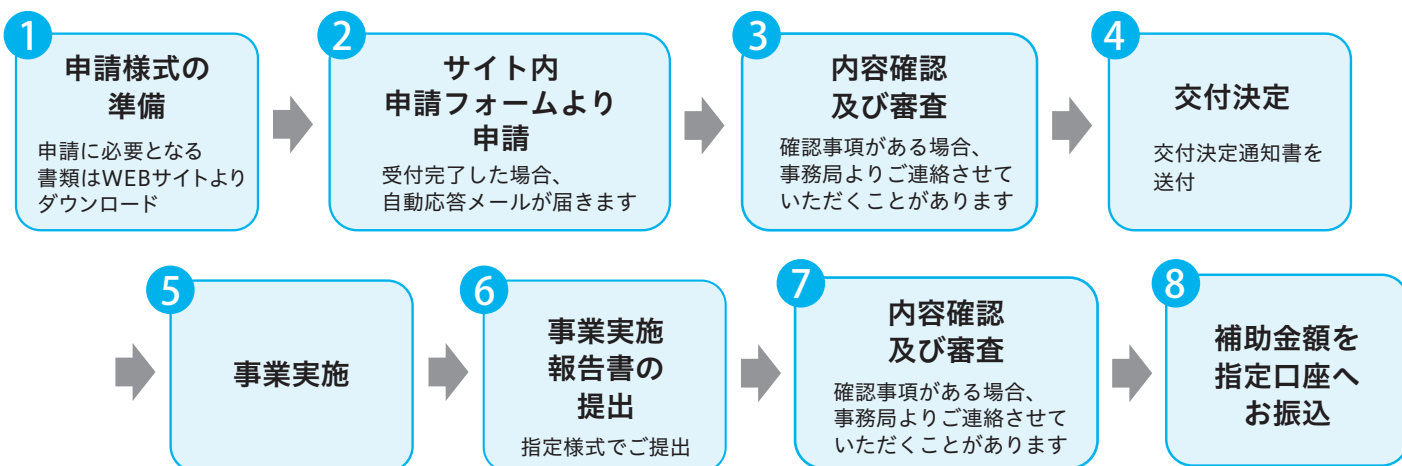 1
申請様式の
準備
申請に必要となる
書類はWEBサイトより
ダウンロード
2
サイト内
申請フォームより
申請
受付完了した場合、
自動応答メールが届きます
3
内容確認
及び審査
確認事項がある場合、
事務局よりご連絡させて
いただくことがあります
4
交付決定
交付決定通知書を
送付
5
事業実施
6
事業実施
報告書の
提出
指定様式でご提出
7
内容確認
及び審査
確認事項がある場合、
事務局よりご連絡させて
いただくことがあります
8
補助金額を
指定口座へ
お振込